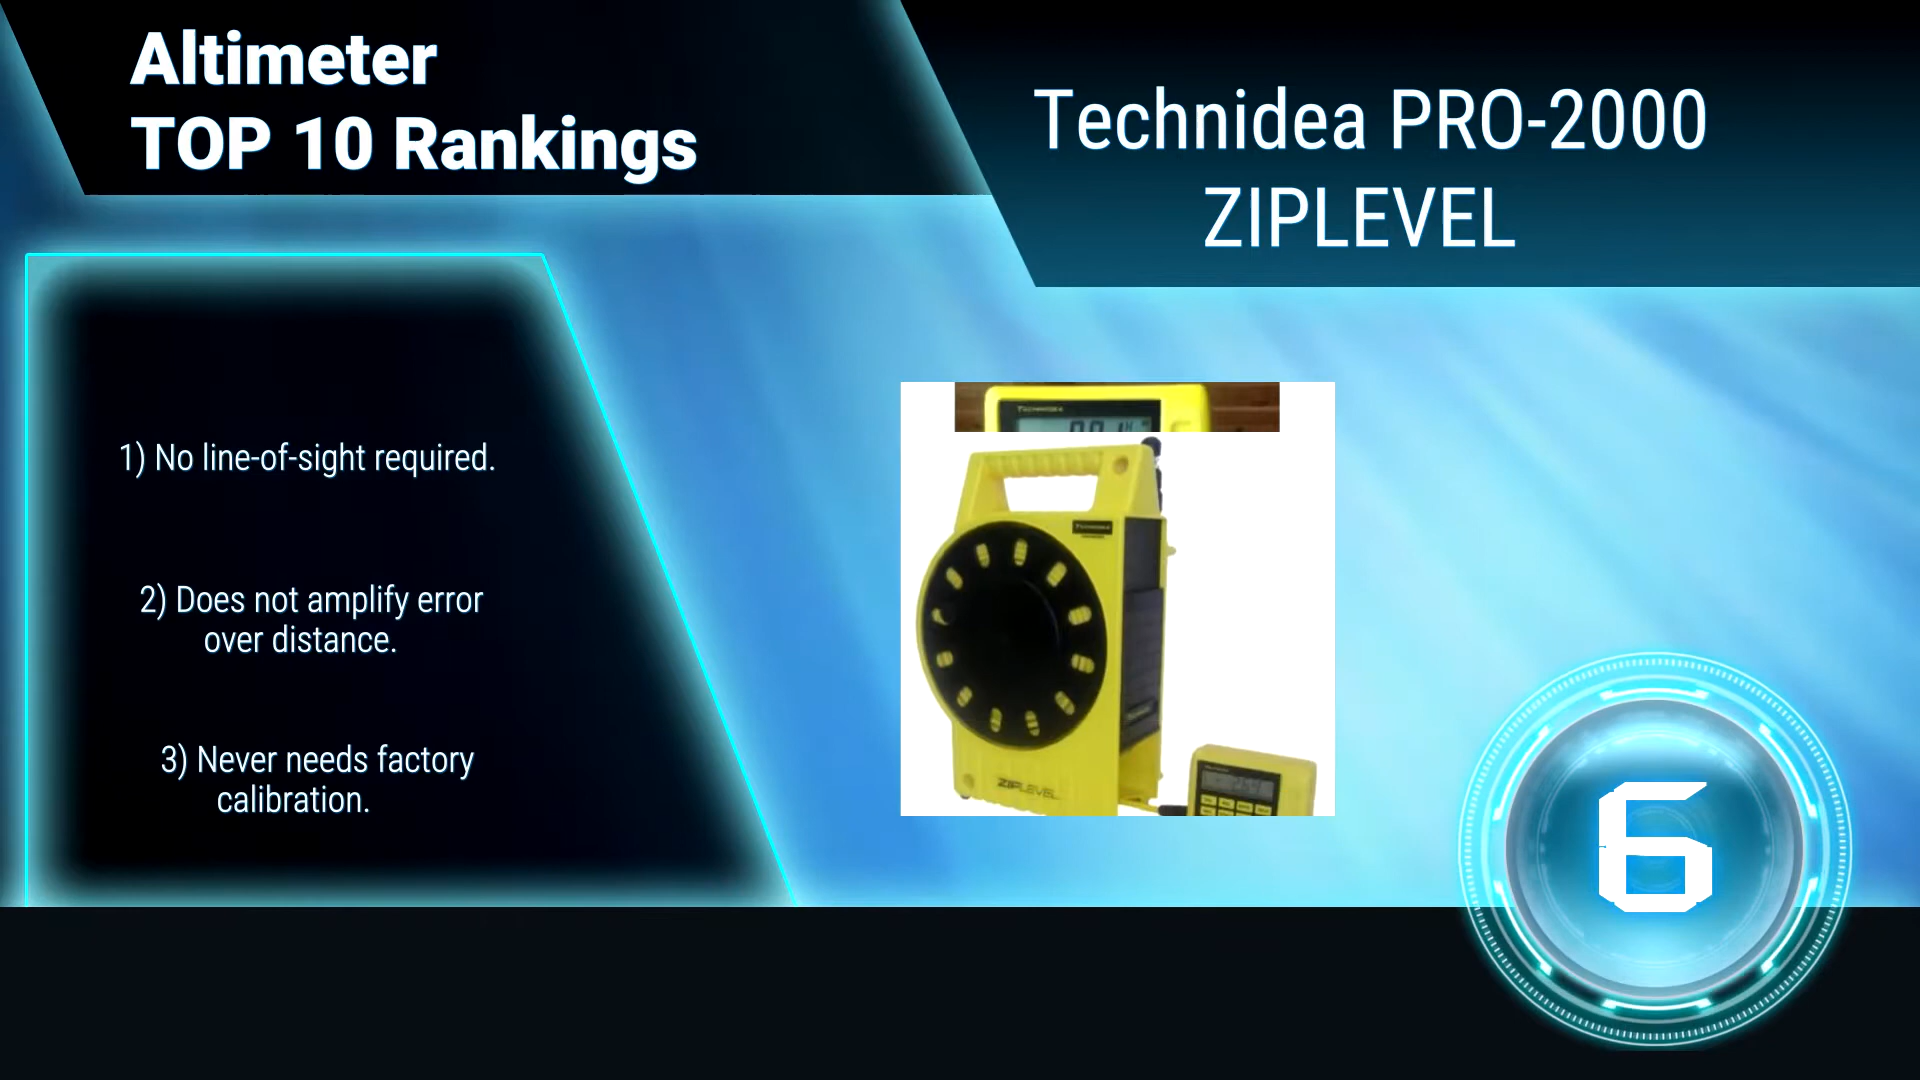 Altimeter
TOP 10 Rankings
Technidea PRO-2000
ZIPLEVEL
1) No line-of-sight required.
2) Does not amplify error
over distance.
3) Never needs factory
calibration.
TECHNIDEA
ZIPLEVEL
6